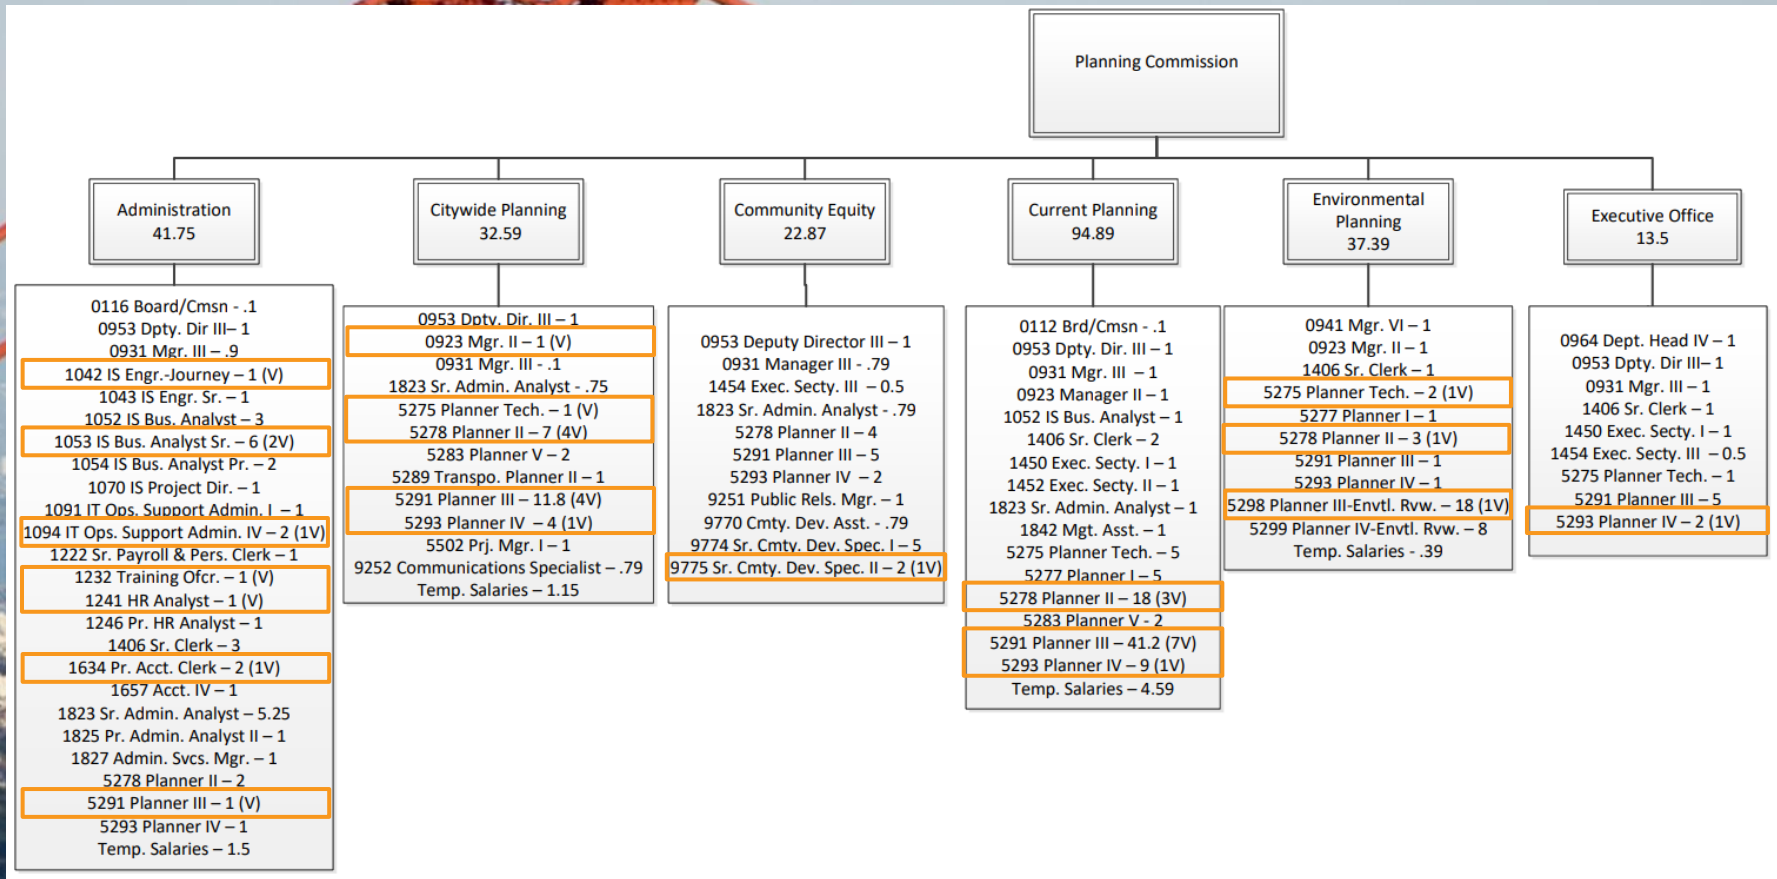 Planning Commission
Administration
41.75
0116 Board/Cmsn - .1
0953 Dpty. Dir III– 1
0931 Mgr. III – .9
1042 IS Engr.-Journey – 1 (V)
1043 IS Engr. Sr. – 1
1052 IS Bus. Analyst – 3
1053 IS Bus. Analyst Sr. – 6 (2V)
1054 IS Bus. Analyst Pr. – 2
1070 IS Project Dir. – 1
1091 IT Ops. Support Admin. I – 1
1094 IT Ops. Support Admin. IV – 2 (1V)
1222 Sr. Payroll & Pers. Clerk – 1
1232 Training Ofcr. – 1 (V)
1241 HR Analyst – 1 (V)
1246 Pr. HR Analyst – 1
1406 Sr. Clerk – 3
1634 Pr. Acct. Clerk – 2 (1V)
1657 Acct. IV – 1
1823 Sr. Admin. Analyst – 5.25
1825 Pr. Admin. Analyst II – 1
1827 Admin. Svcs. Mgr. – 1
5278 Planner II – 2
5291 Planner III – 1 (V)
5293 Planner IV – 1
Temp. Salaries – 1.5
Citywide Planning
32.59
0953 Dpty. Dir. III – 1
0923 Mgr. II – 1 (V)
0931 Mgr. III - .1
1823 Sr. Admin. Analyst - .75
5275 Planner Tech. – 1 (V)
5278 Planner II – 7 (4V)
5283 Planner V – 2
5289 Transpo. Planner II – 1
5291 Planner III – 11.8 (4V)
5293 Planner IV – 4 (1V)
5502 Prj. Mgr. I – 1
9252 Communications Specialist – .79
Temp. Salaries – 1.15
Community Equity
22.87
0953 Deputy Director III – 1
0931 Manager III - .79
1454 Exec. Secty. III – 0.5
1823 Sr. Admin. Analyst - .79
5278 Planner II – 4
5291 Planner III – 5
5293 Planner IV – 2
9251 Public Rels. Mgr. – 1
9770 Cmty. Dev. Asst. - .79
9774 Sr. Cmty. Dev. Spec. I – 5
9775 Sr. Cmty. Dev. Spec. II – 2 (1V)
Current Planning
94.89
0112 Brd/Cmsn - .1
0953 Dpty. Dir. III – 1
0931 Mgr. III – 1
0923 Manager II – 1
1052 IS Bus. Analyst – 1
1406 Sr. Clerk – 2
1450 Exec. Secty. I – 1
1452 Exec. Secty. II – 1
1823 Sr. Admin. Analyst – 1
1842 Mgt. Asst. – 1
5275 Planner Tech. – 5
5277 Planner I – 5
5278 Planner II – 18 (3V)
5283 Planner V - 2
5291 Planner III – 41.2 (7V)
5293 Planner IV – 9 (1V)
Temp. Salaries – 4.59
Environmental
Planning
37.39
0941 Mgr. VI – 1
0923 Mgr. II – 1
1406 Sr. Clerk – 1
5275 Planner Tech. – 2 (1V)
5277 Planner I – 1
5278 Planner II – 3 (1V)
5291 Planner III – 1
5293 Planner IV – 1
5298 Planner III-Envtl. Rvw. – 18 (1V)
5299 Planner IV-Envtl. Rvw. – 8
Temp. Salaries - .39
Executive Office
13.5
0964 Dept. Head IV – 1
0953 Dpty. Dir III– 1
0931 Mgr. III – 1
1406 Sr. Clerk – 1
1450 Exec. Secty. I – 1
1454 Exec. Secty. III – 0.5
5275 Planner Tech. – 1
5291 Planner III – 5
5293 Planner IV – 2 (1V)